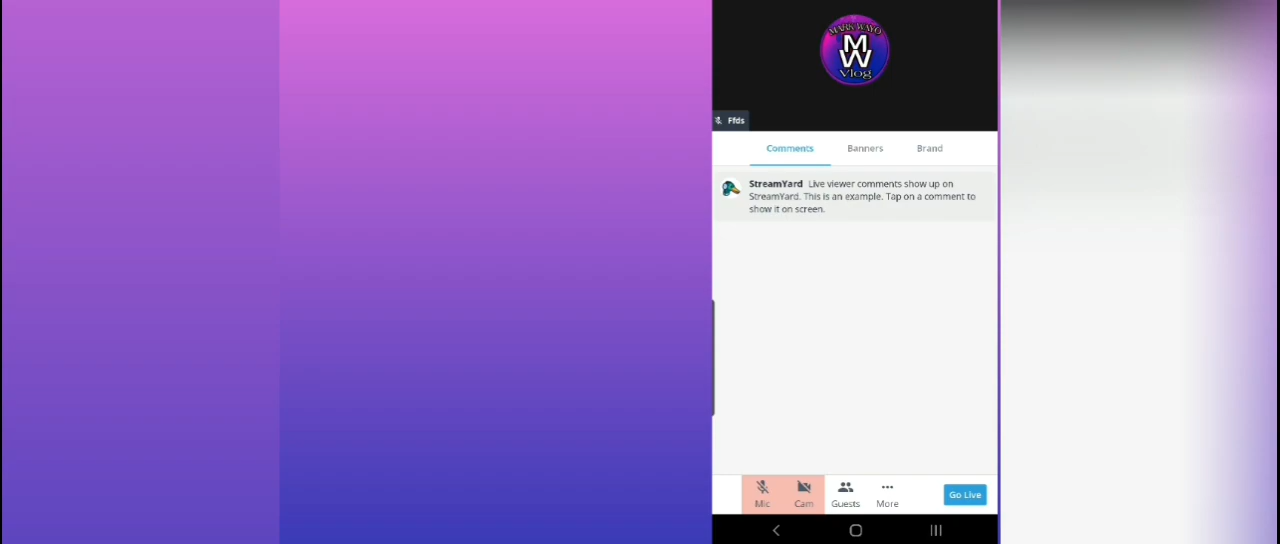 MARK WAYO
MW
Vlog
Ffds
Comments Banners Brand
StreamYard Live viewer comments show up on
StreamYard. This is an example. Tap on a comment to
show it on screen.
Mic Cam Guests More Go Live